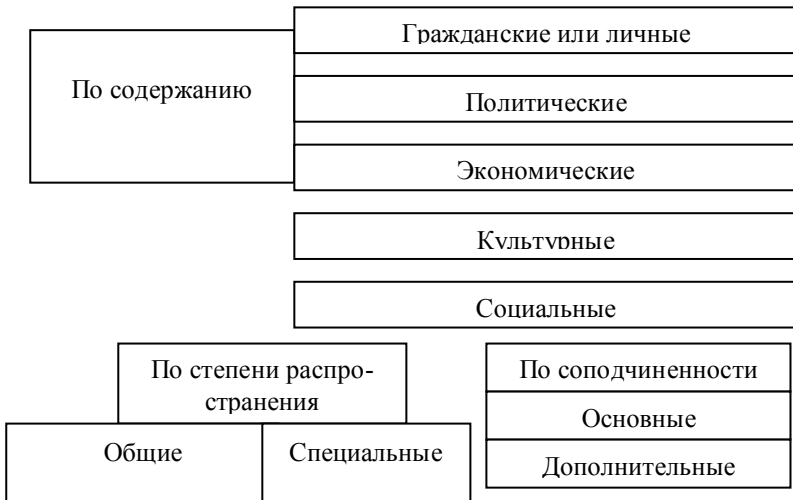 Гражданские или личные
По содержанию
Политические
Экономические
Культурные
Социальные
По степени распро-
странения
Общие
Специальные
По соподчиненности
Основные
Дополнительные